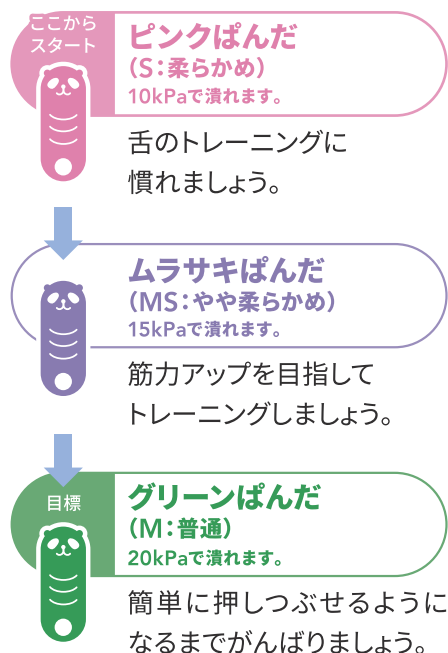 ここから
スタート
ピンクぱんだ
（S：柔らかめ）
10kPaで潰れます。
舌のトレーニングに
慣れましょう。
ムラサキぱんだ
（MS：やや柔らかめ）
15kPaで潰れます。
筋力アップを目指して
トレーニングしましょう。
目標
グリーンぱんだ
（M：普通）
20kPaで潰れます。
簡単に押しつぶせるように
なるまでがんばりましょう。